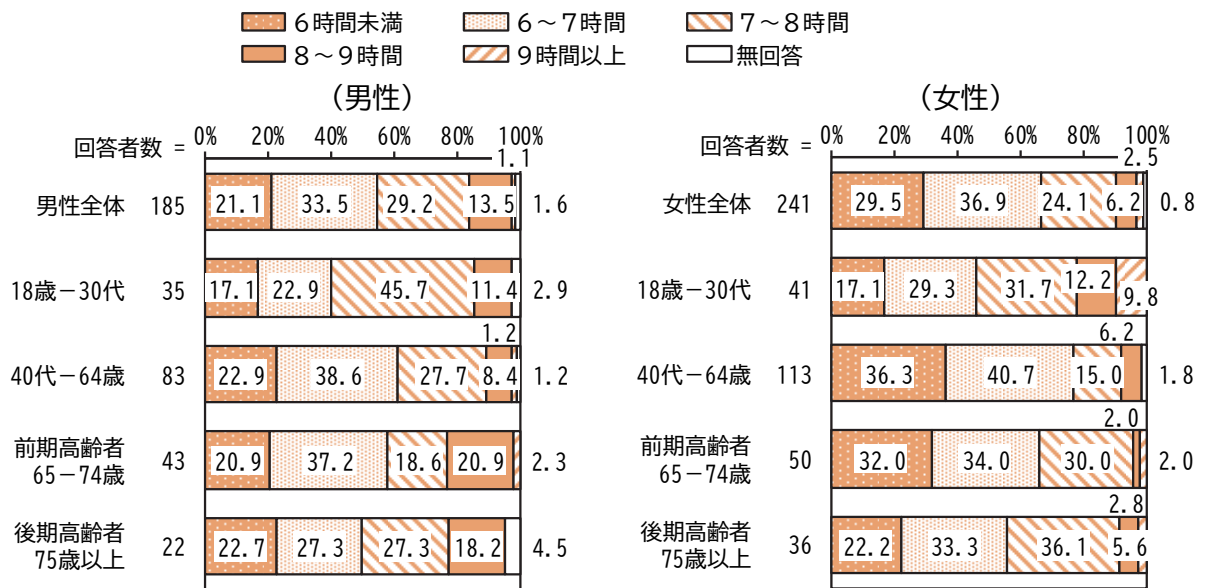 ６時間未満 ６～７時間 ７～８時間
８～９時間 ９時間以上 無回答
（男性）
回答者数 = 0% 20% 40% 60% 80% 100%
1.1
男性全体 185 21.1 33.5 29.2 13.5 1.6
18歳－30代 35 17.1 22.9 45.7 11.4 2.9
1.2
40代－64歳 83 22.9 38.6 27.7 8.4 1.2
前期高齢者
65－74歳 43 20.9 37.2 18.6 20.9 2.3
後期高齢者
75歳以上 22 22.7 27.3 27.3 18.2 4.5
（女性）
回答者数 = 0% 20% 40% 60% 80% 100%
2.5
女性全体 241 29.5 36.9 24.1 6.2 0.8
18歳－30代 41 17.1 29.3 31.7 12.2 9.8
6.2
40代－64歳 113 36.3 40.7 15.0 1.8
2.0
前期高齢者
65－74歳 50 32.0 34.0 30.0 2.0
2.8
後期高齢者
75歳以上 36 22.2 33.3 36.1 5.6